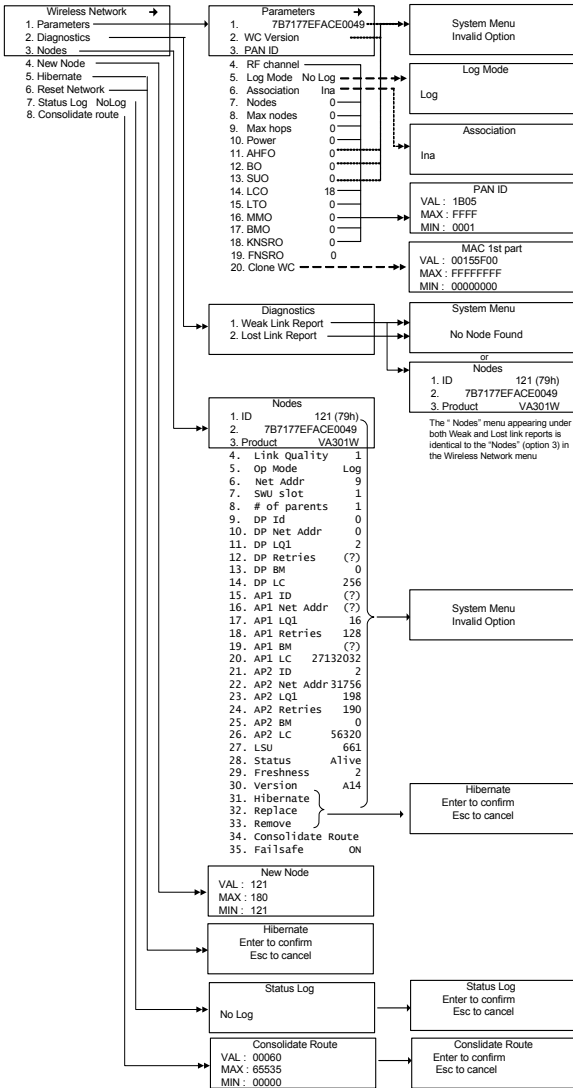 Wireless Network
1. Parameters
2. Diagnostics
3. Nodes
4. New Node
5. Hibernate
6. Reset Network
7. Status Log NoLog
8. Consolidate route
Parameters
1. 7B7177EFACE0049
2. WC Version
3. PAN ID
4. RF channel
5. Log Mode No Log
6. Association Ina
7. Nodes 0
8. Max nodes 0
9. Max hops 0
10. Power 0
11. AHFO 0
12. BO 0
13. SUO 0
14. LCO 18
15. LTO 0
16. MMO 0
17. BMO 0
18. KNSRO 0
19. FNSRO 0
20. Clone WC
System Menu
Invalid Option
Log Mode
Log
Association
Ina
PAN ID
VAL : 1B05
MAX : FFFF
MIN : 0001
MAC 1st part
VAL : 00155F00
MAX : FFFFFFFF
MIN : 00000000
Diagnostics
1. Weak Link Report
2. Lost Link Report
System Menu
No Node Found
or
Nodes
1. ID 121 (79h)
2. 7B7177EFACE0049
3. Product VA301W
The " Nodes" menu appearing under
both Weak and Lost link reports is
identical to the "Nodes" (option 3) in
the Wireless Network menu
Nodes
1. ID 121 (79h)
2. 7B7177EFACE0049
3. Product VA301W
4. Link Quality 1
5. Op Mode Log
6. Net Addr 9
7. SWU slot 1
8. # of parents 1
9. DP Id 0
10. DP Net Addr 0
11. DP LQ1 2
12. DP Retries (?)
13. DP BM 0
14. DP LC 256
15. AP1 ID (?)
16. AP1 Net Addr (?)
17. AP1 LQ1 16
18. AP1 Retries 128
19. AP1 BM (?)
20. AP1 LC 27132032
21. AP2 ID 2
22. AP2 Net Addr 31756
23. AP2 LQ1 198
24. AP2 Retries 190
25. AP2 BM 0
26. AP2 LC 56320
27. LSU 661
28. Status Alive
29. Freshness 2
30. Version A14
31. Hibernate
32. Replace
33. Remove
34. Consolidate Route
35. Failsafe ON
System Menu
Invalid Option
Hibernate
Enter to confirm
Esc to cancel
New Node
VAL : 121
MAX : 180
MIN : 121
Hibernate
Enter to confirm
Esc to cancel
Status Log
No Log
Status Log
Enter to confirm
Esc to cancel
Consolidate Route
VAL : 00060
MAX : 65535
MIN : 00000
Conslidate Route
Enter to confirm
Esc to cancel